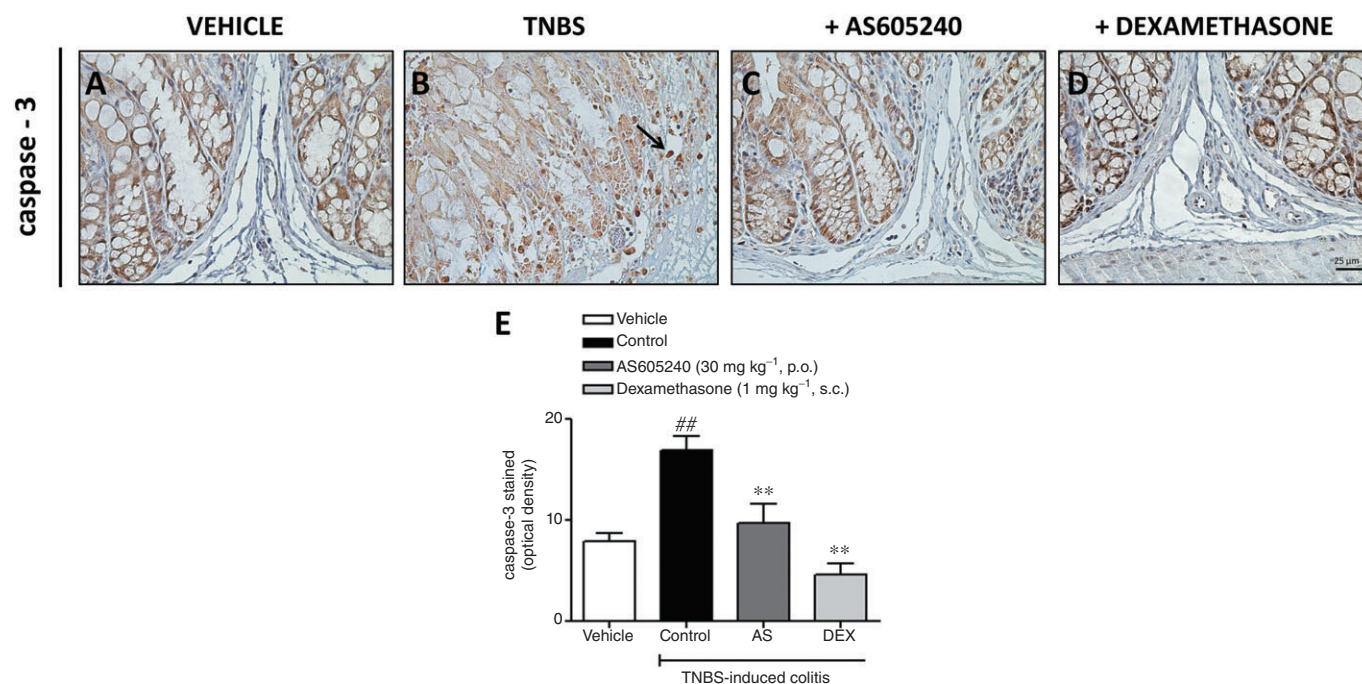 VEHICLE
TNBS
+ AS605240
+ DEXAMETHASONE
caspase - 3
A
B
C
D
25 µm
E
Vehicle
Control
AS605240 (30 mg kg⁻¹, p.o.)
Dexamethasone (1 mg kg⁻¹, s.c.)
caspase-3 stained
(optical density)
20
10
0
##
**
**
Vehicle
Control
AS
DEX
TNBS-induced colitis